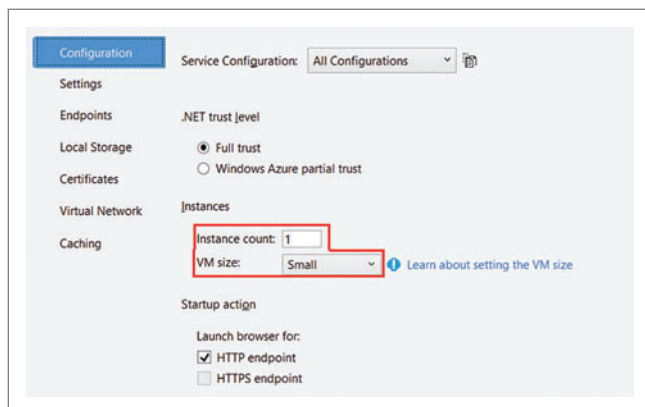 Configuration
Settings
Endpoints
Local Storage
Certificates
Virtual Network
Caching
Service Configuration: All Configurations
.NET trust level
Full trust
Windows Azure partial trust
Instances
Instance count: 1
VM size: Small Learn about setting the VM size
Startup action
Launch browser for:
HTTP endpoint
HTTPS endpoint